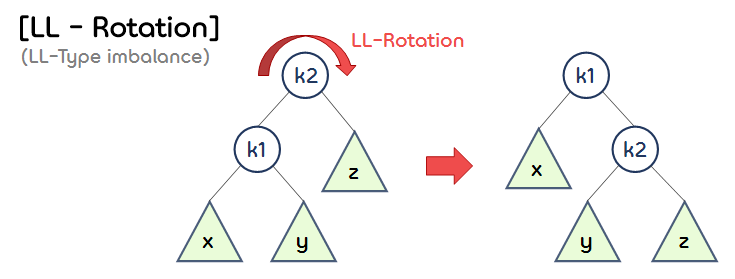 [LL - Rotation]
(LL-Type imbalance)
LL-Rotation
k2
k1
z
x
y
k1
x
k2
y
z